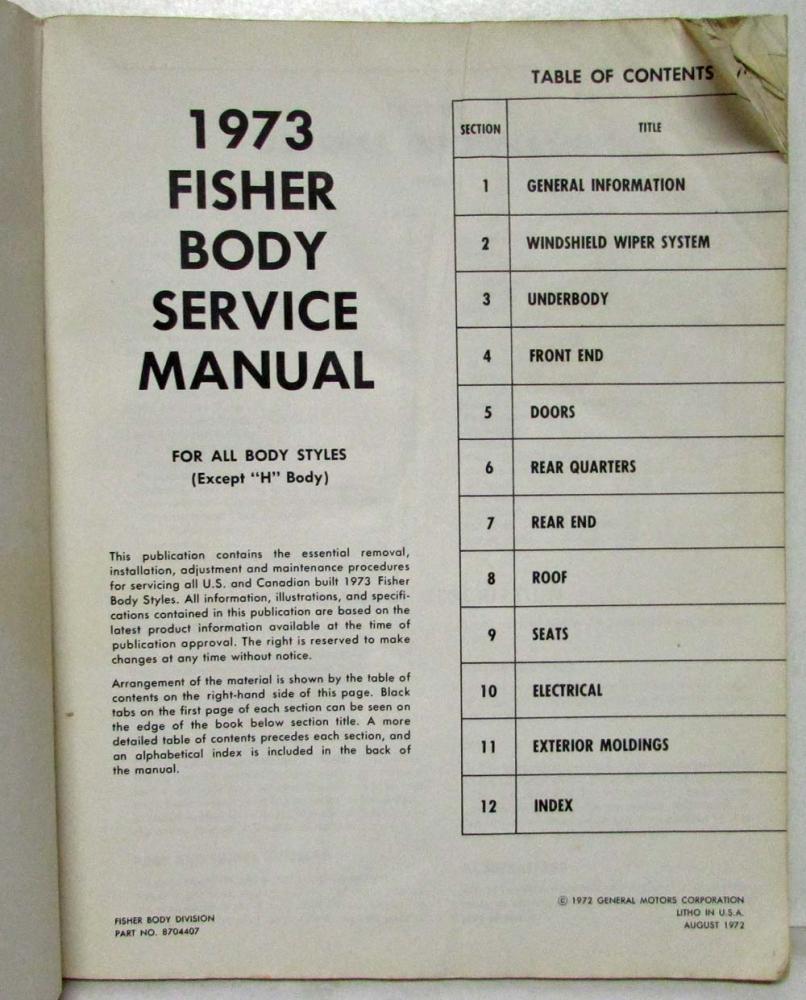 1973
FISHER
BODY
SERVICE
MANUAL
FOR ALL BODY STYLES
(Except "H" Body)
This publication contains the essential removal,
installation, adjustment and maintenance procedures
for servicing all U.S. and Canadian built 1973 Fisher
Body Styles. All information, illustrations, and specifi-
cations contained in this publication are based on the
latest product information available at the time of
publication approval. The right is reserved to make
changes at any time without notice.
Arrangement of the material is shown by the table of
contents on the right-hand side of this page. Black
tabs on the first page of each section can be seen on
the edge of the book below section title. A more
detailed table of contents precedes each section, and
an alphabetical index is included in the back of
the manual.
FISHER BODY DIVISION
PART NO. 8704407
TABLE OF CONTENTS
SECTION TITLE
1 GENERAL INFORMATION
2 WINDSHIELD WIPER SYSTEM
3 UNDERBODY
4 FRONT END
5 DOORS
6 REAR QUARTERS
7 REAR END
8 ROOF
9 SEATS
10 ELECTRICAL
11 EXTERIOR MOLDINGS
12 INDEX
© 1972 GENERAL MOTORS CORPORATION
LITHO IN U.S.A.
AUGUST 1972